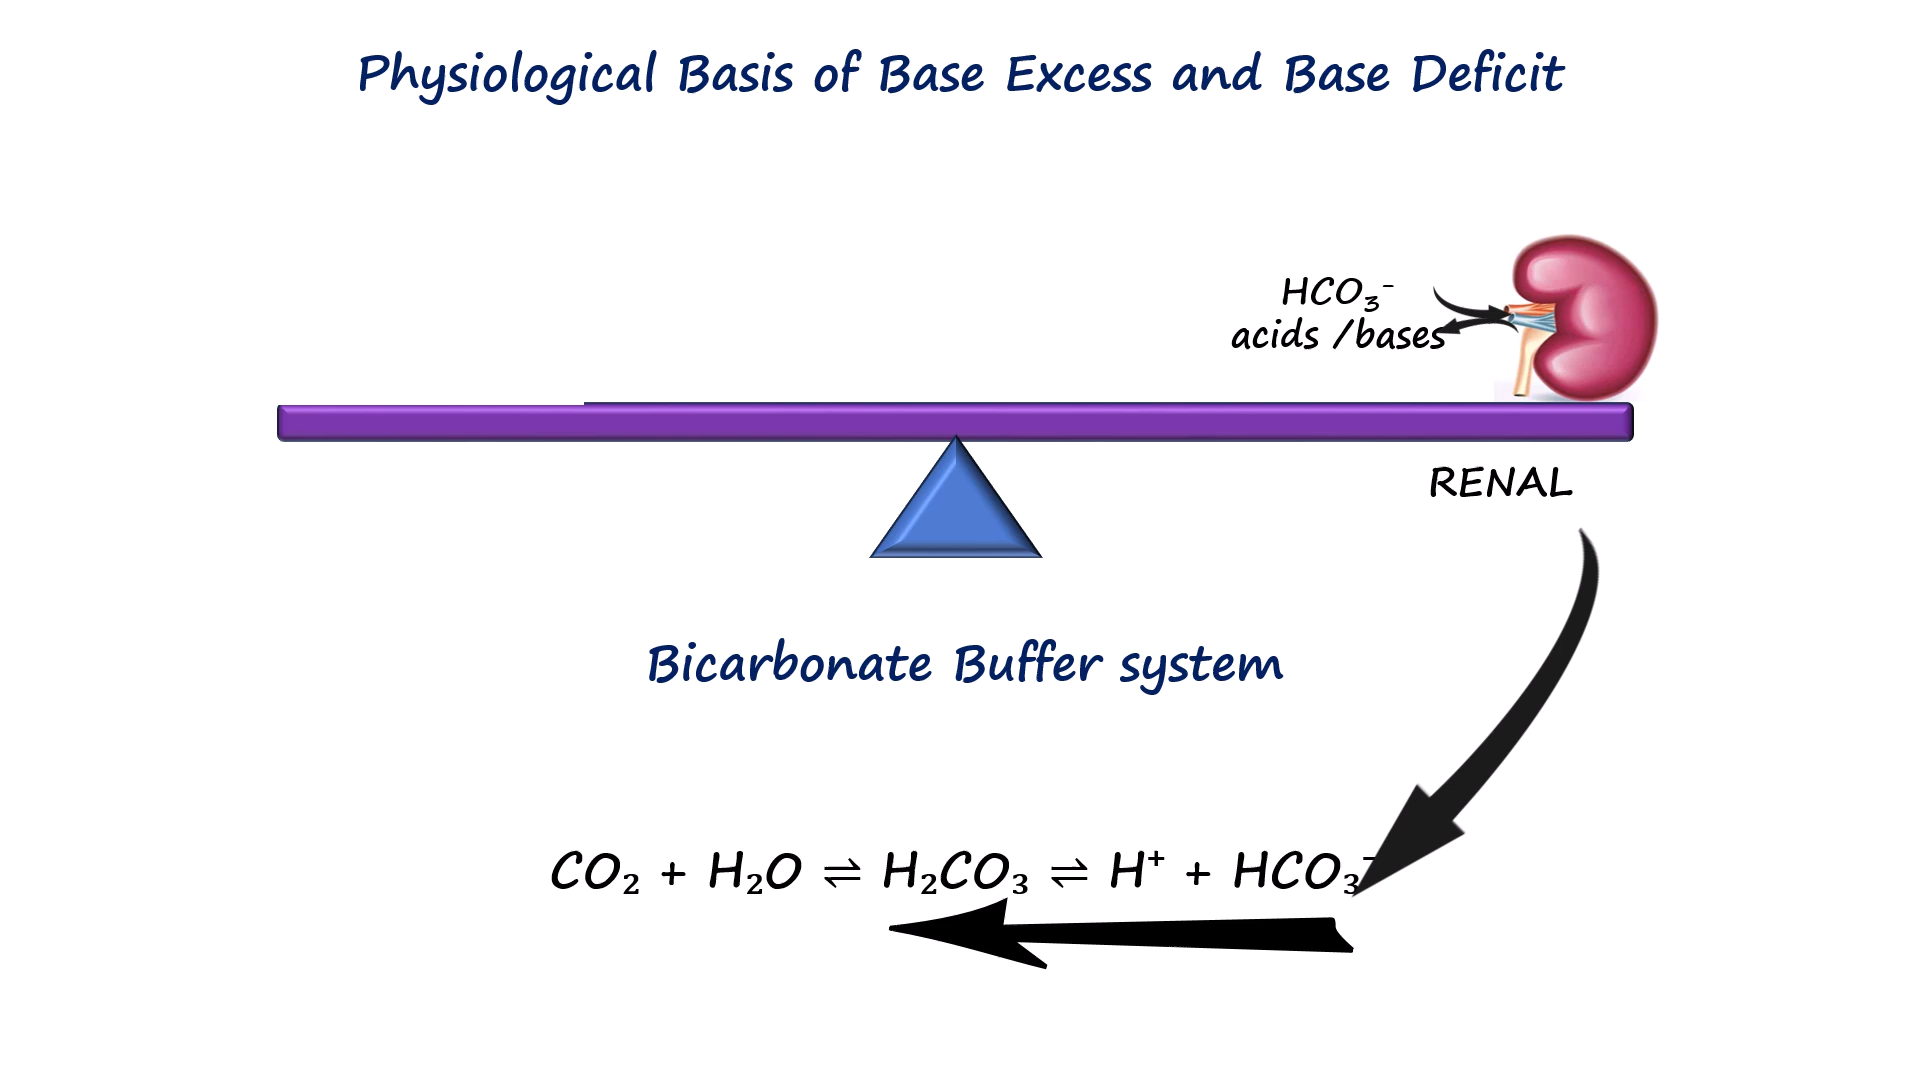 Physiological Basis of Base Excess and Base Deficit
HCO₃⁻
acids /bases
RENAL
Bicarbonate Buffer system
CO₂ + H₂O ⇌ H₂CO₃ ⇌ H⁺ + HCO₃⁻